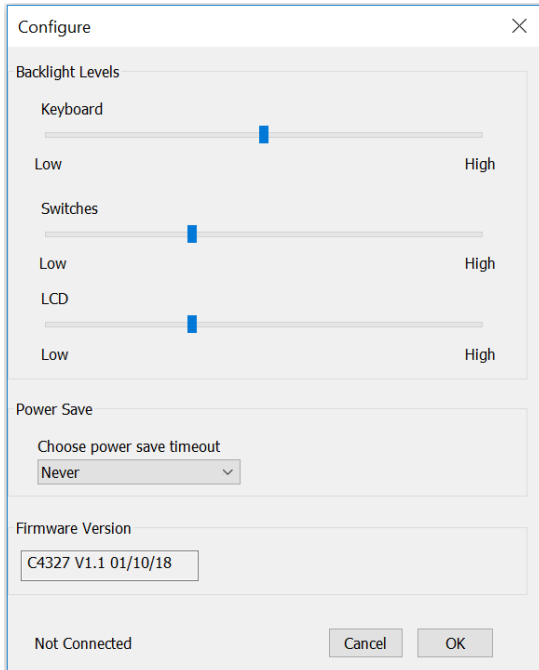 Configure
Backlight Levels
Keyboard
Low High
Switches
Low High
LCD
Low High
Power Save
Choose power save timeout
Never
Firmware Version
C4327 V1.1 01/10/18
Not Connected Cancel OK